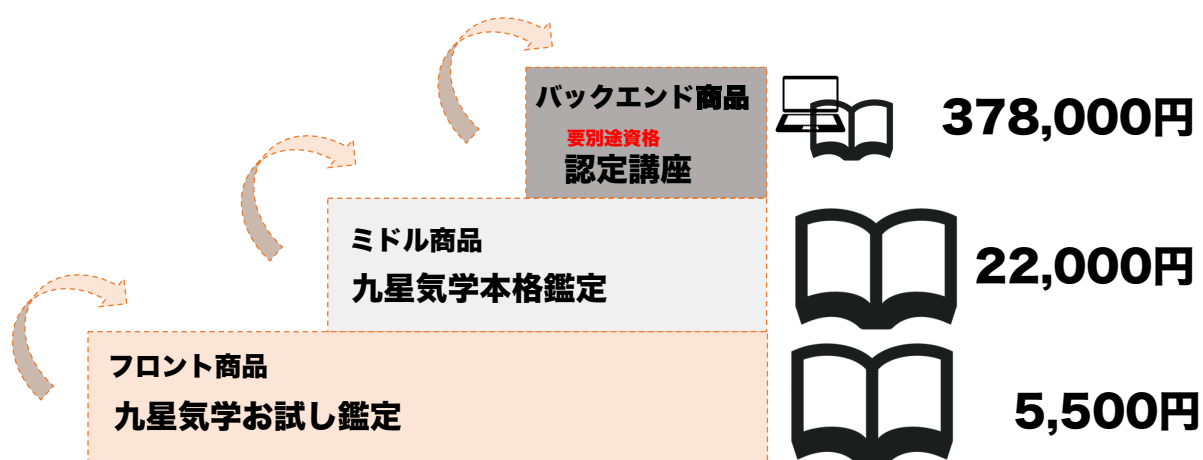 バックエンド商品
要別途資格
認定講座
378,000円
ミドル商品
九星気学本格鑑定
22,000円
フロント商品
九星気学お試し鑑定
5,500円